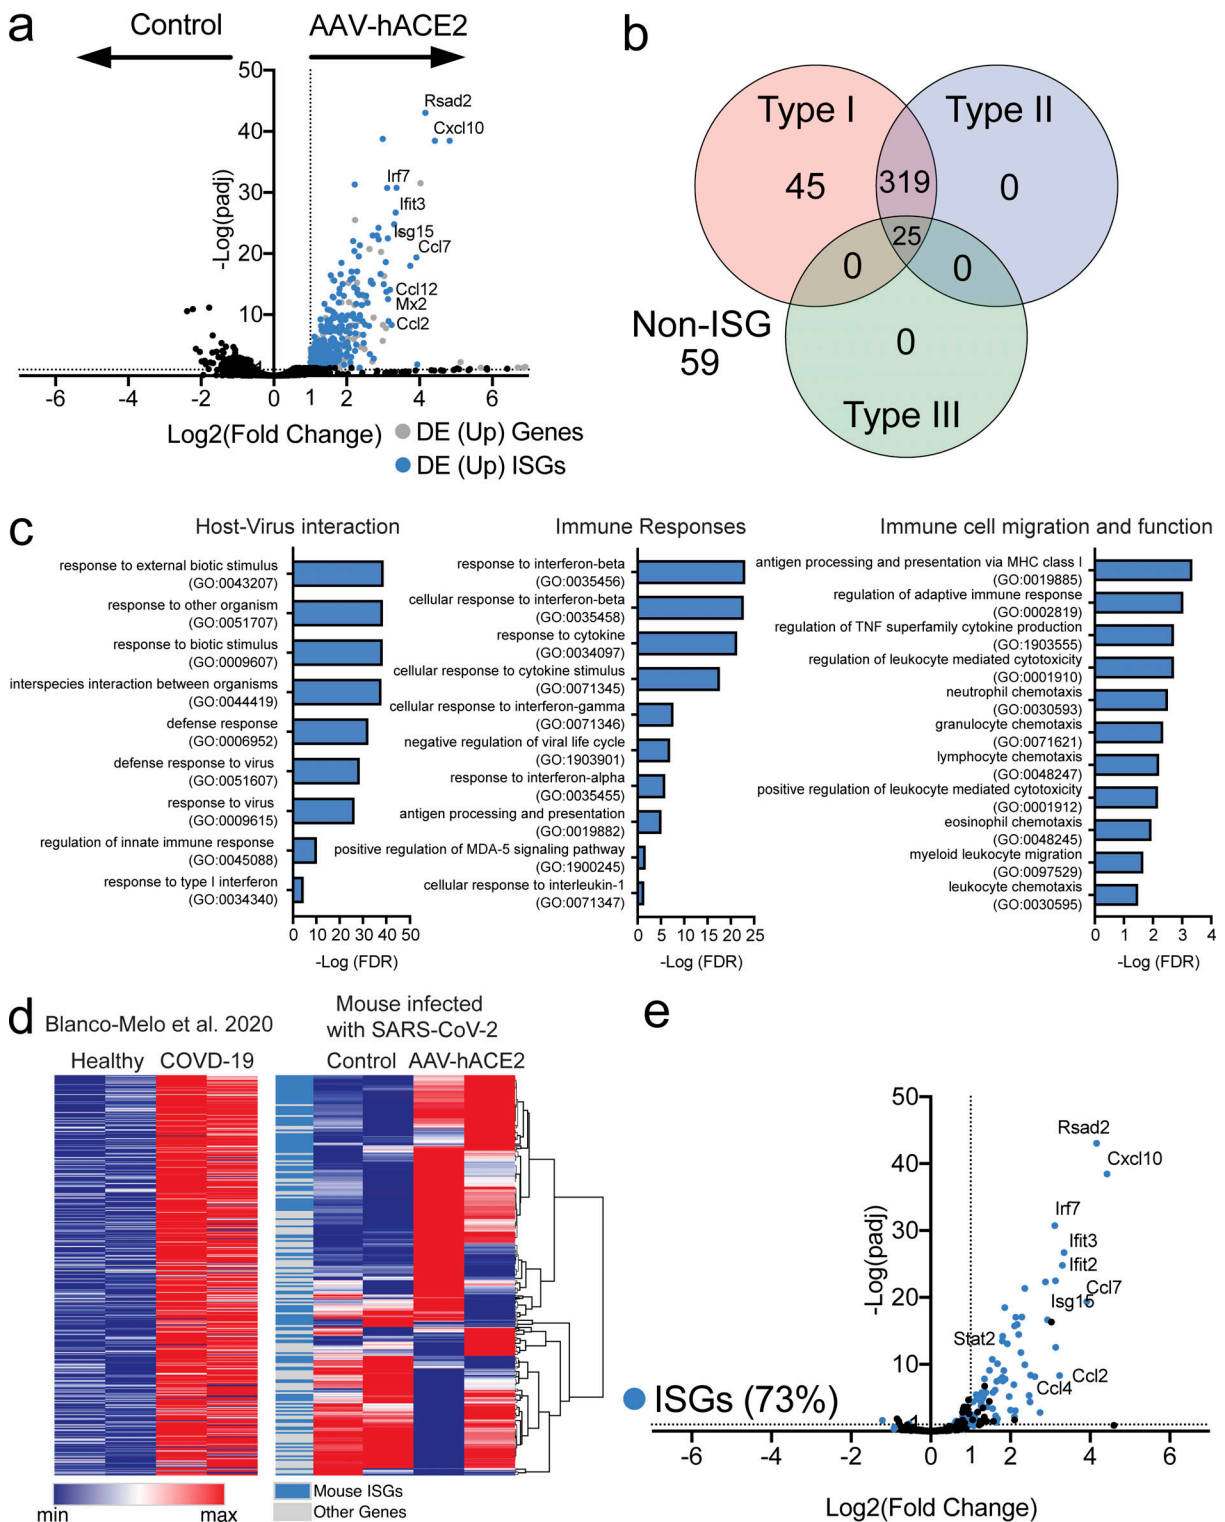 a
Control
AAV-hACE2
50
40
30
20
10
1
-Log(padj)
Rsad2
Cxcl10
Irf7
Ifit3
Isg15
Ccl7
Ccl12
Mx2
Ccl2
-6 -4 -2 0 1 2 4 6
Log2(Fold Change)
DE (Up) Genes
DE (Up) ISGs
b
Type I
Type II
45
319
0
25
0
0
Non-ISG
59
0
Type III
c
Host-Virus interaction
response to external biotic stimulus
(GO:0043207)
response to other organism
(GO:0051707)
response to biotic stimulus
(GO:0009607)
interspecies interaction between organisms
(GO:0044419)
defense response
(GO:0006952)
defense response to virus
(GO:0051607)
response to virus
(GO:0009615)
regulation of innate immune response
(GO:0045088)
response to type I interferon
(GO:0034340)
0 10 20 30 40 50
-Log (FDR)
Immune Responses
response to interferon-beta
(GO:0035456)
cellular response to interferon-beta
(GO:0035458)
response to cytokine
(GO:0034097)
cellular response to cytokine stimulus
(GO:0071345)
cellular response to interferon-gamma
(GO:0071346)
negative regulation of viral life cycle
(GO:1903901)
response to interferon-alpha
(GO:0035455)
antigen processing and presentation
(GO:0019882)
positive regulation of MDA-5 signaling pathway
(GO:1900245)
cellular response to interleukin-1
(GO:0071347)
0 5 10 15 20 25
-Log (FDR)
Immune cell migration and function
antigen processing and presentation via MHC class I
(GO:0019885)
regulation of adaptive immune response
(GO:0002819)
regulation of TNF superfamily cytokine production
(GO:1903555)
regulation of leukocyte mediated cytotoxicity
(GO:0001910)
neutrophil chemotaxis
(GO:0030593)
granulocyte chemotaxis
(GO:0071621)
lymphocyte chemotaxis
(GO:0048247)
positive regulation of leukocyte mediated cytotoxicity
(GO:0001912)
eosinophil chemotaxis
(GO:0048245)
myeloid leukocyte migration
(GO:0097529)
leukocyte chemotaxis
(GO:0030595)
0 1 2 3 4
-Log (FDR)
d
Blanco-Melo et al. 2020
Healthy COVD-19
Mouse infected
with SARS-CoV-2
Control AAV-hACE2
min max
Mouse ISGs
Other Genes
e
50
40
30
20
10
1
-Log(padj)
Rsad2
Cxcl10
Irf7
Ifit3
Ifit2
Ccl7
Isg15
Stat2
Ccl2
Ccl4
ISGs (73%)
-6 -4 -2 0 1 2 4 6
Log2(Fold Change)